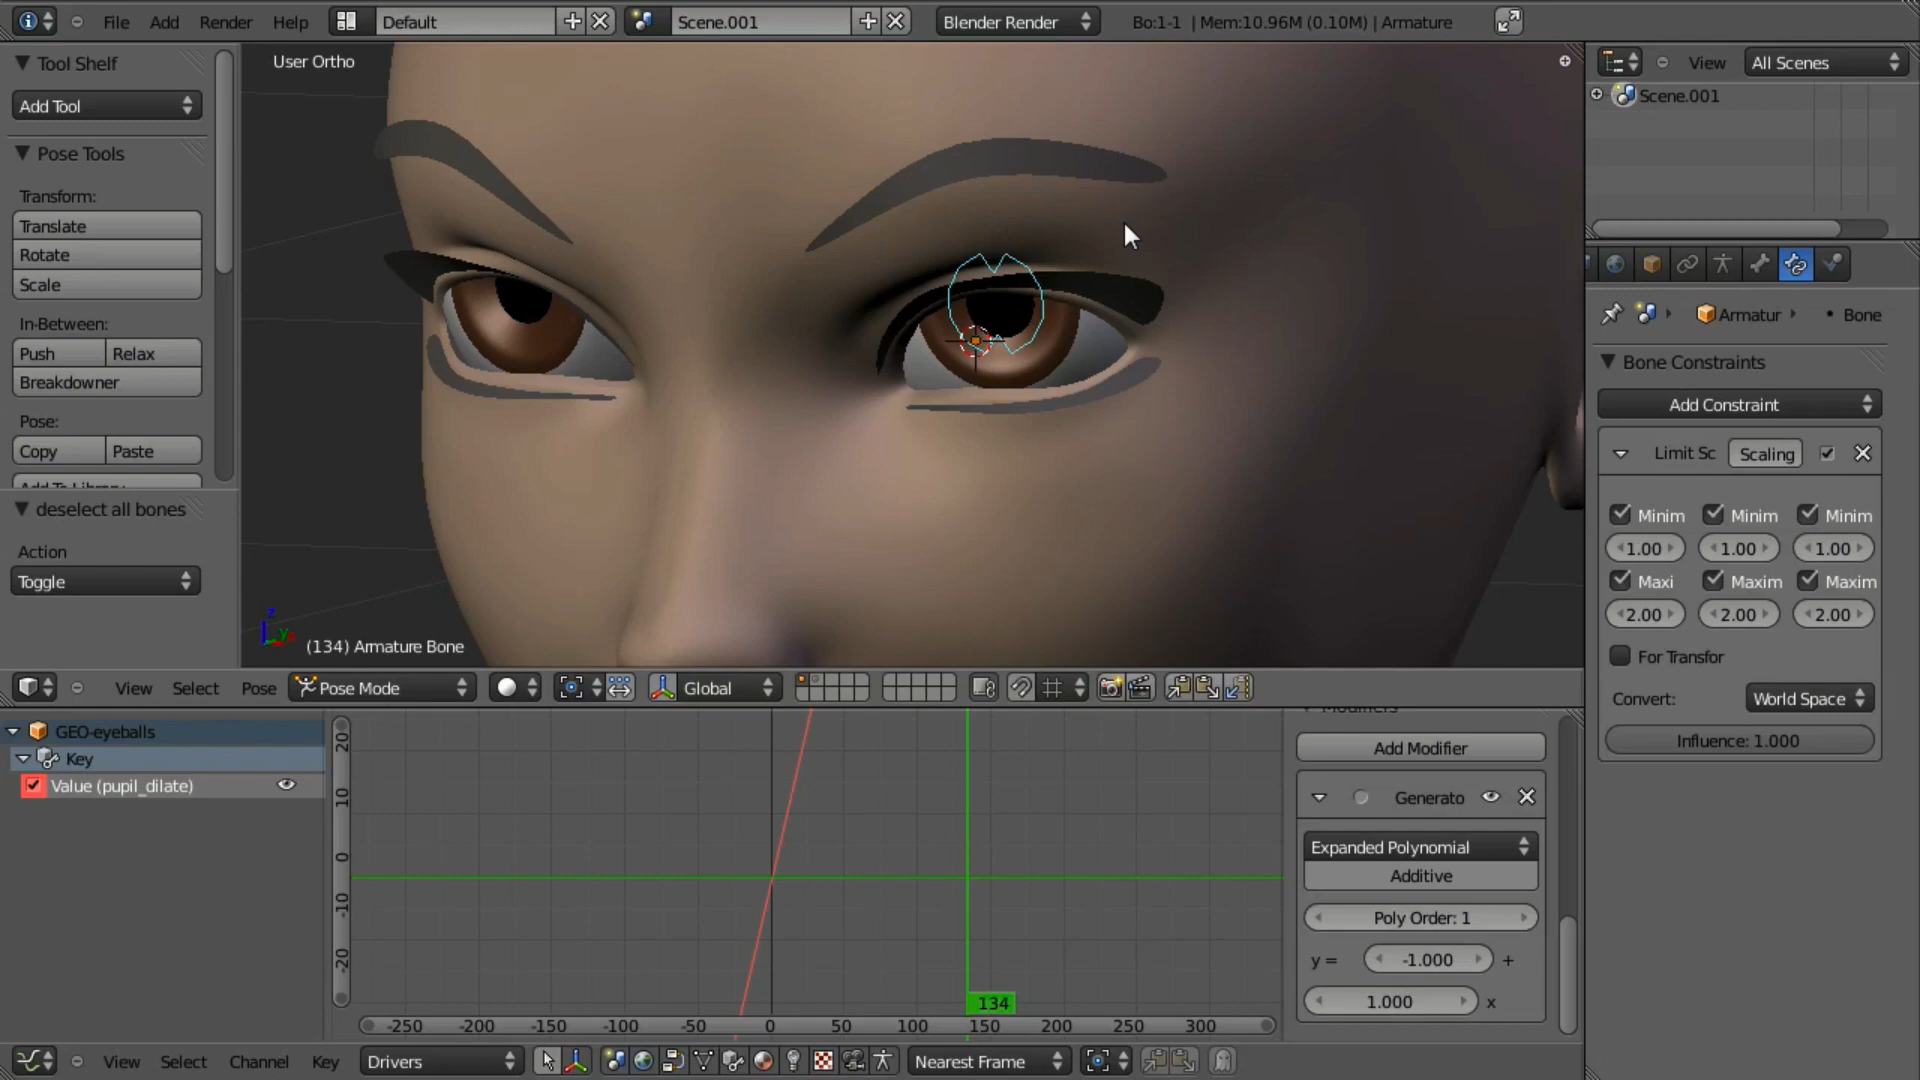 File Add Render Help Default Scene.001 Blender Render Bo:1-1 | Mem:10.96M (0.10M) | Armature
Tool Shelf
Add Tool
Pose Tools
Transform:
Translate
Rotate
Scale
In-Between:
Push Relax
Breakdowner
Pose:
Copy Paste
deselect all bones
Action
Toggle
User Ortho
z
y
(134) Armature Bone
View Select Pose Pose Mode Global
View All Scenes
Scene.001
Armatur Bone
Bone Constraints
Add Constraint
Limit Sc Scaling
Minim Minim Minim
1.00 1.00 1.00
Maxi Maxim Maxim
2.00 2.00 2.00
For Transfor
Convert: World Space
Influence: 1.000
GEO-eyeballs
Key
Value (pupil_dilate)
20
10
0
-10
-20
134
-250 -200 -150 -100 -50 0 50 100 150 200 250 300
Modifiers
Add Modifier
Generato
Expanded Polynomial
Additive
Poly Order: 1
y = -1.000 +
1.000 x
View Select Channel Key Drivers Nearest Frame